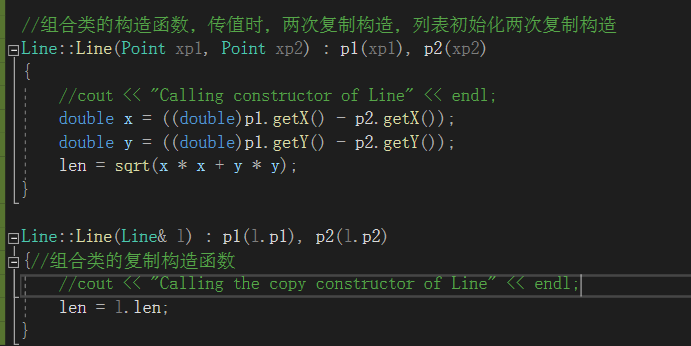 //组合类的构造函数，传值时，两次复制构造，列表初始化两次复制构造
Line::Line(Point xp1, Point xp2) : p1(xp1), p2(xp2)
{
//cout << "Calling constructor of Line" << endl;
double x = ((double)p1.getX() - p2.getX());
double y = ((double)p1.getY() - p2.getY());
len = sqrt(x * x + y * y);
}
Line::Line(Line& l) : p1(l.p1), p2(l.p2)
{//组合类的复制构造函数
//cout << "Calling the copy constructor of Line" << endl;
len = l.len;
}